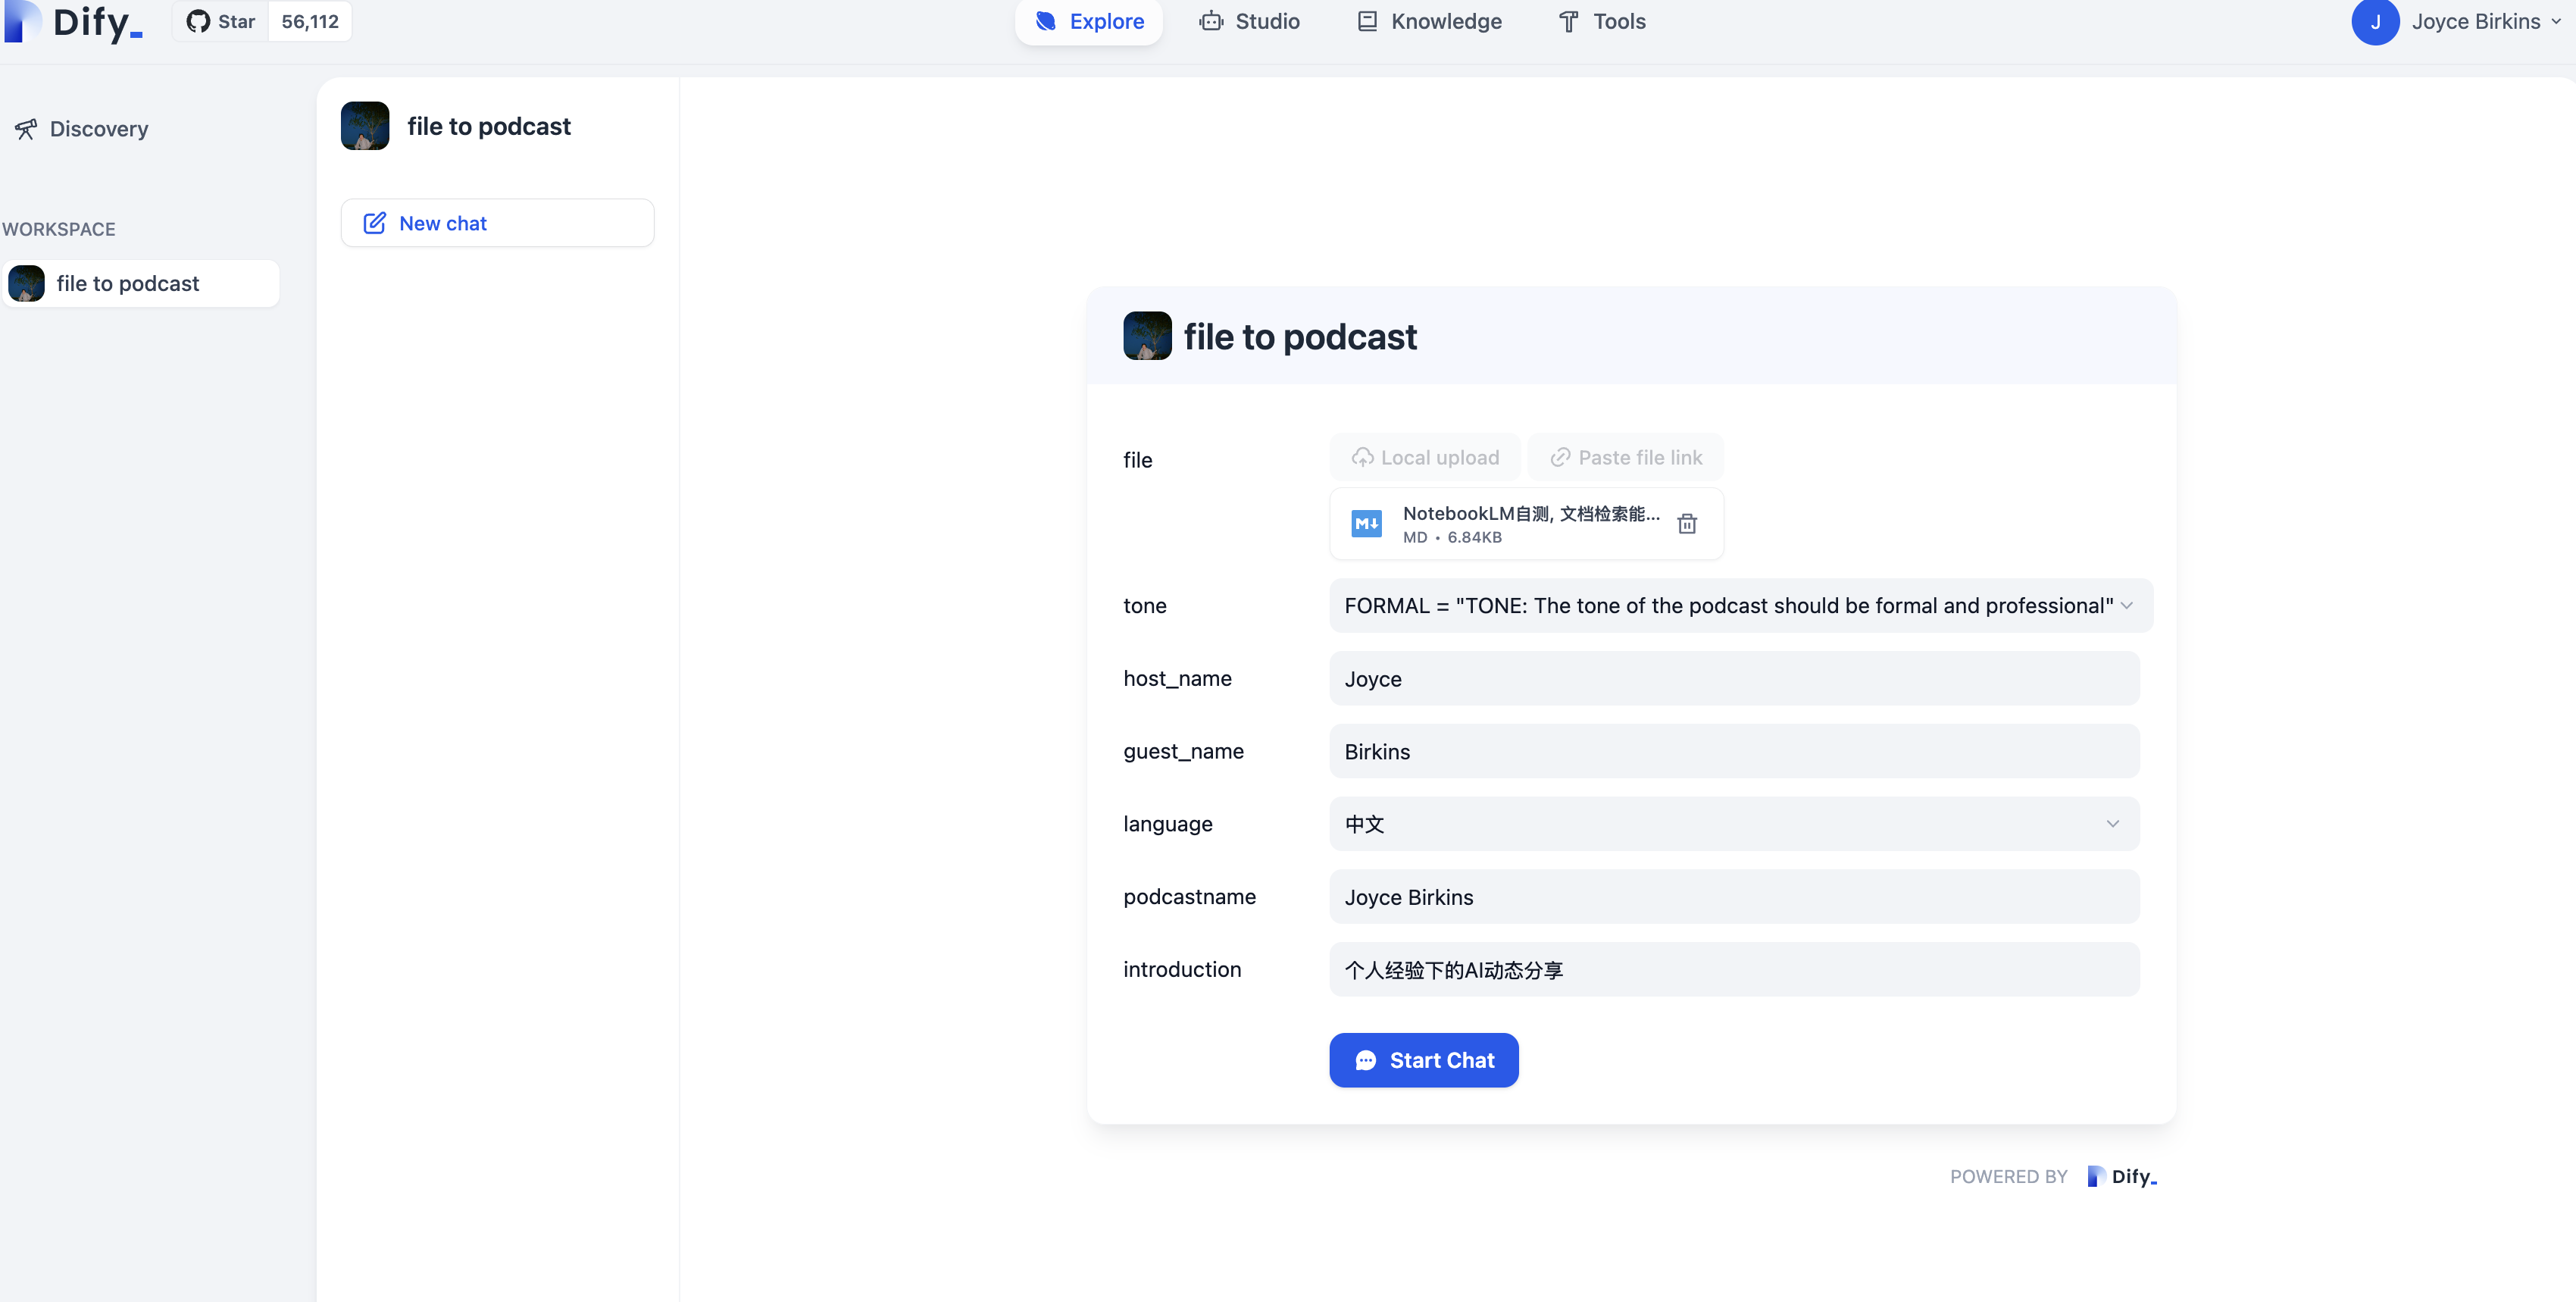 Dify_
Star 56,112
Explore
Studio
Knowledge
Tools
J Joyce Birkins
Discovery
WORKSPACE
file to podcast
file to podcast
New chat
file to podcast
file
Local upload
Paste file link
M↓ NotebookLM自测, 文档检索能...
MD • 6.84KB
tone
FORMAL = "TONE: The tone of the podcast should be formal and professional"
host_name
Joyce
guest_name
Birkins
language
中文
podcastname
Joyce Birkins
introduction
个人经验下的AI动态分享
Start Chat
POWERED BY Dify_